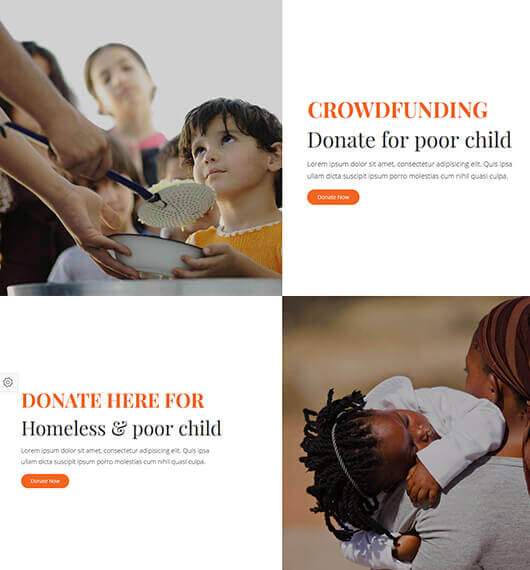 CROWDFUNDING
Donate for poor child
Lorem ipsum dolor sit amet, consectetur adipisicing elit. Quis ipsa
ullam dicta suscipit ipsum porro molestias quam nihil quasi culpa.
Donate Now
DONATE HERE FOR
Homeless & poor child
Lorem ipsum dolor sit amet, consectetur adipisicing elit. Quis ipsa
ullam dicta suscipit ipsum porro molestias quam nihil quasi culpa.
Donate Now